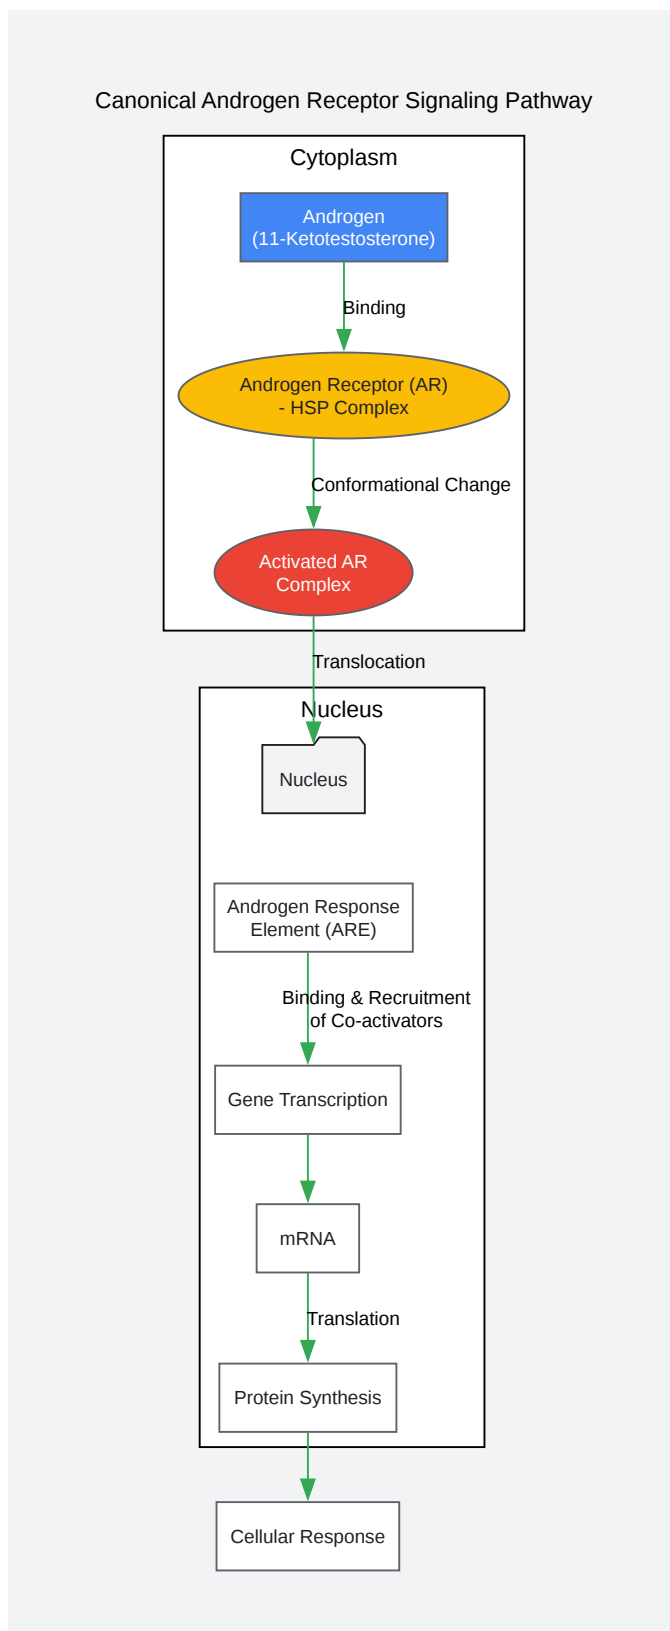 Canonical Androgen Receptor Signaling Pathway
Cytoplasm
Androgen
(11-Ketotestosterone)
Binding
Androgen Receptor (AR)
- HSP Complex
Conformational Change
Activated AR
Complex
Translocation
Nucleus
Nucleus
Androgen Response
Element (ARE)
Binding & Recruitment
of Co-activators
Gene Transcription
mRNA
Translation
Protein Synthesis
Cellular Response